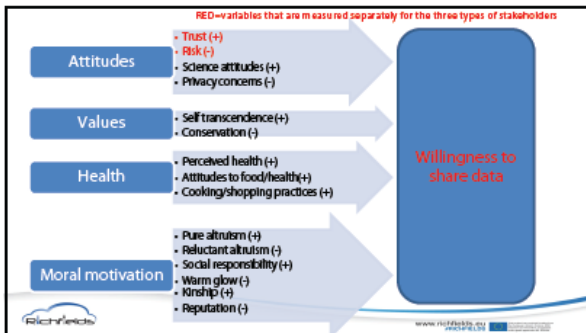 RED=variables that are measured separately for the three types of stakeholders
Attitudes
• Trust (+)
• Risk (-)
• Science attitudes (+)
• Privacy concerns (-)
Values
• Self transcendence (+)
• Conservation (-)
Health
• Perceived health (+)
• Attitudes to food/health(+)
• Cooking/shopping practices (+)
Moral motivation
• Pure altruism (+)
• Reluctant altruism (-)
• Social responsibility (+)
• Warm glow (-)
• Kinship (+)
• Reputation (-)
Willingness to
share data
Richfields
www.richfields.eu